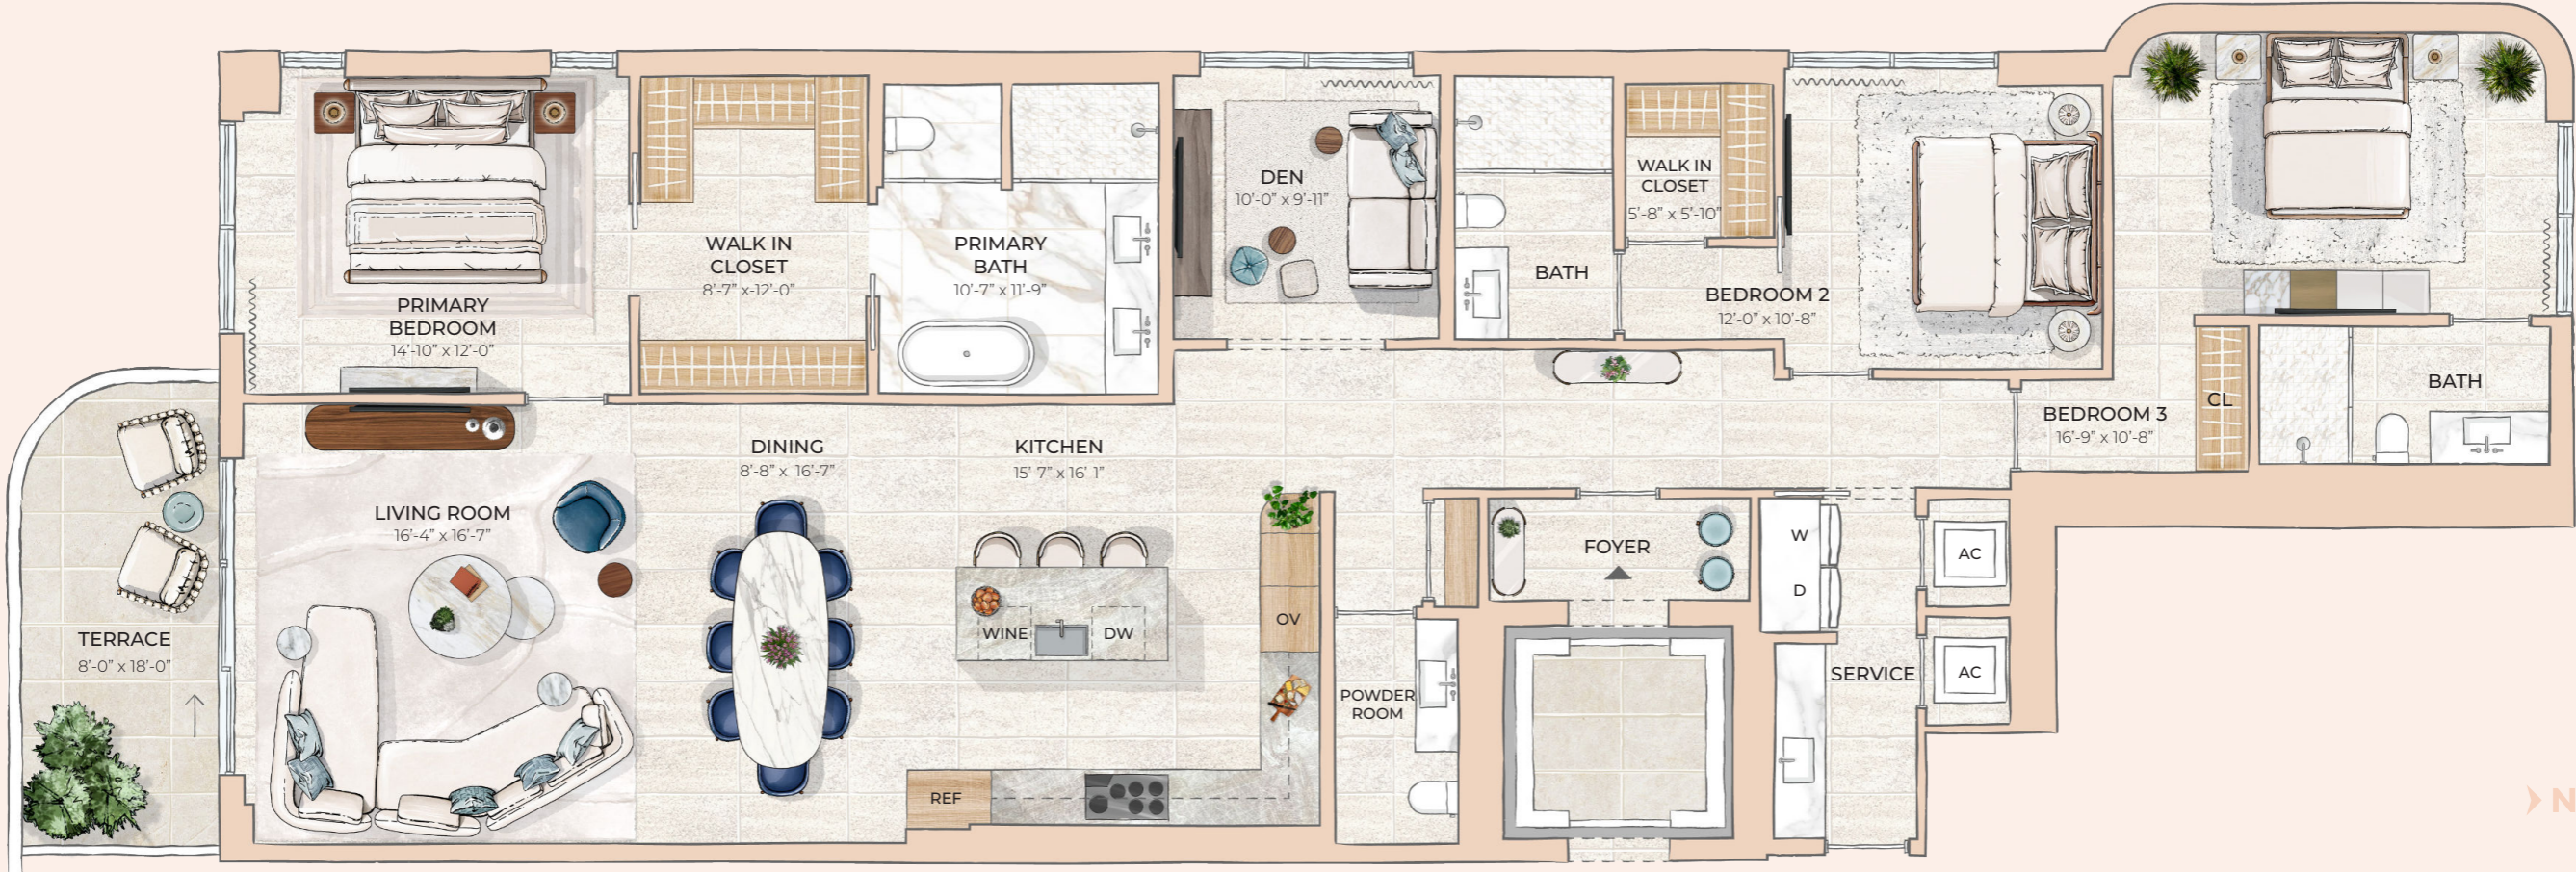 PRIMARY
BEDROOM
14'-10" x 12'-0"
WALK IN
CLOSET
8'-7" x-12'-0"
PRIMARY
BATH
10'-7" x 11'-9"
DEN
10'-0" x 9'-11"
BATH
WALK IN
CLOSET
5'-8" x 5'-10"
BEDROOM 2
12'-0" x 10'-8"
BEDROOM 3
16'-9" x 10'-8"
CL
BATH
TERRACE
8'-0" x 18'-0"
LIVING ROOM
16'-4" x 16'-7"
DINING
8'-8" x 16'-7"
KITCHEN
15'-7" x 16'-1"
WINE
DW
OV
REF
POWDER
ROOM
FOYER
W
D
SERVICE
AC
AC
N